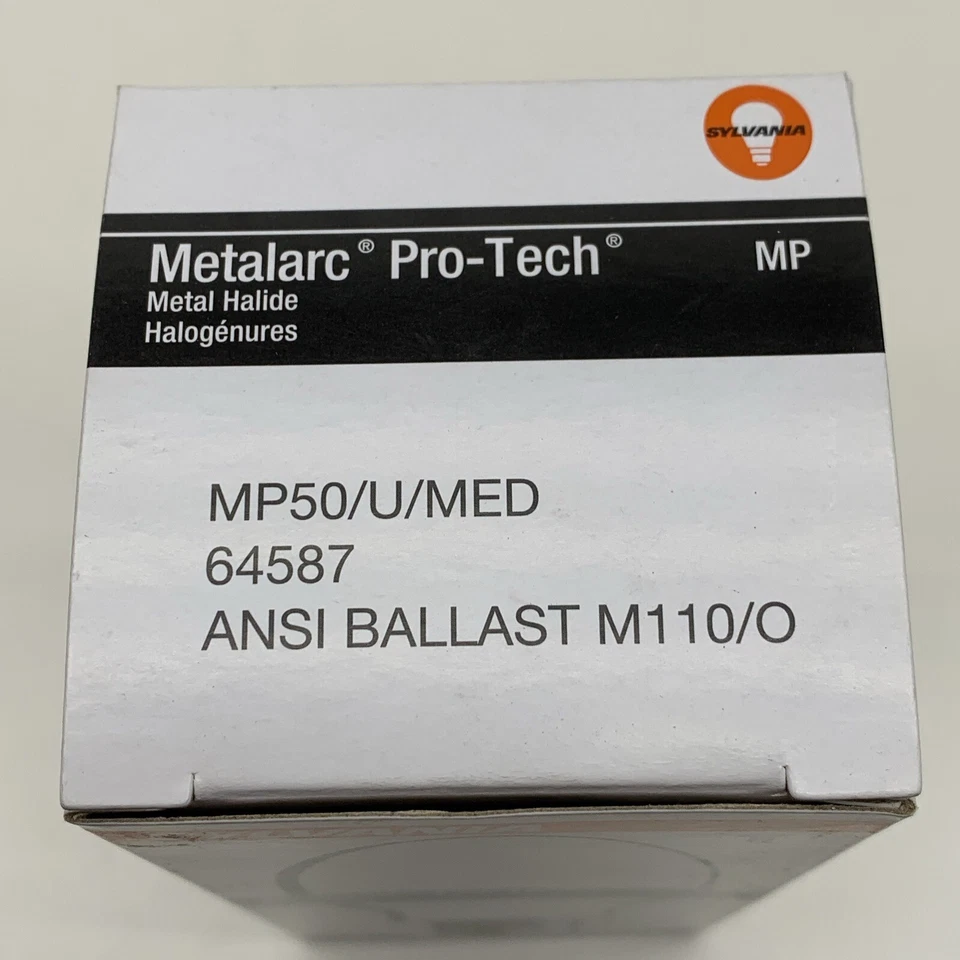 SYLVANIA
Metalarc® Pro-Tech® MP
Metal Halide
Halogénures
MP50/U/MED
64587
ANSI BALLAST M110/O